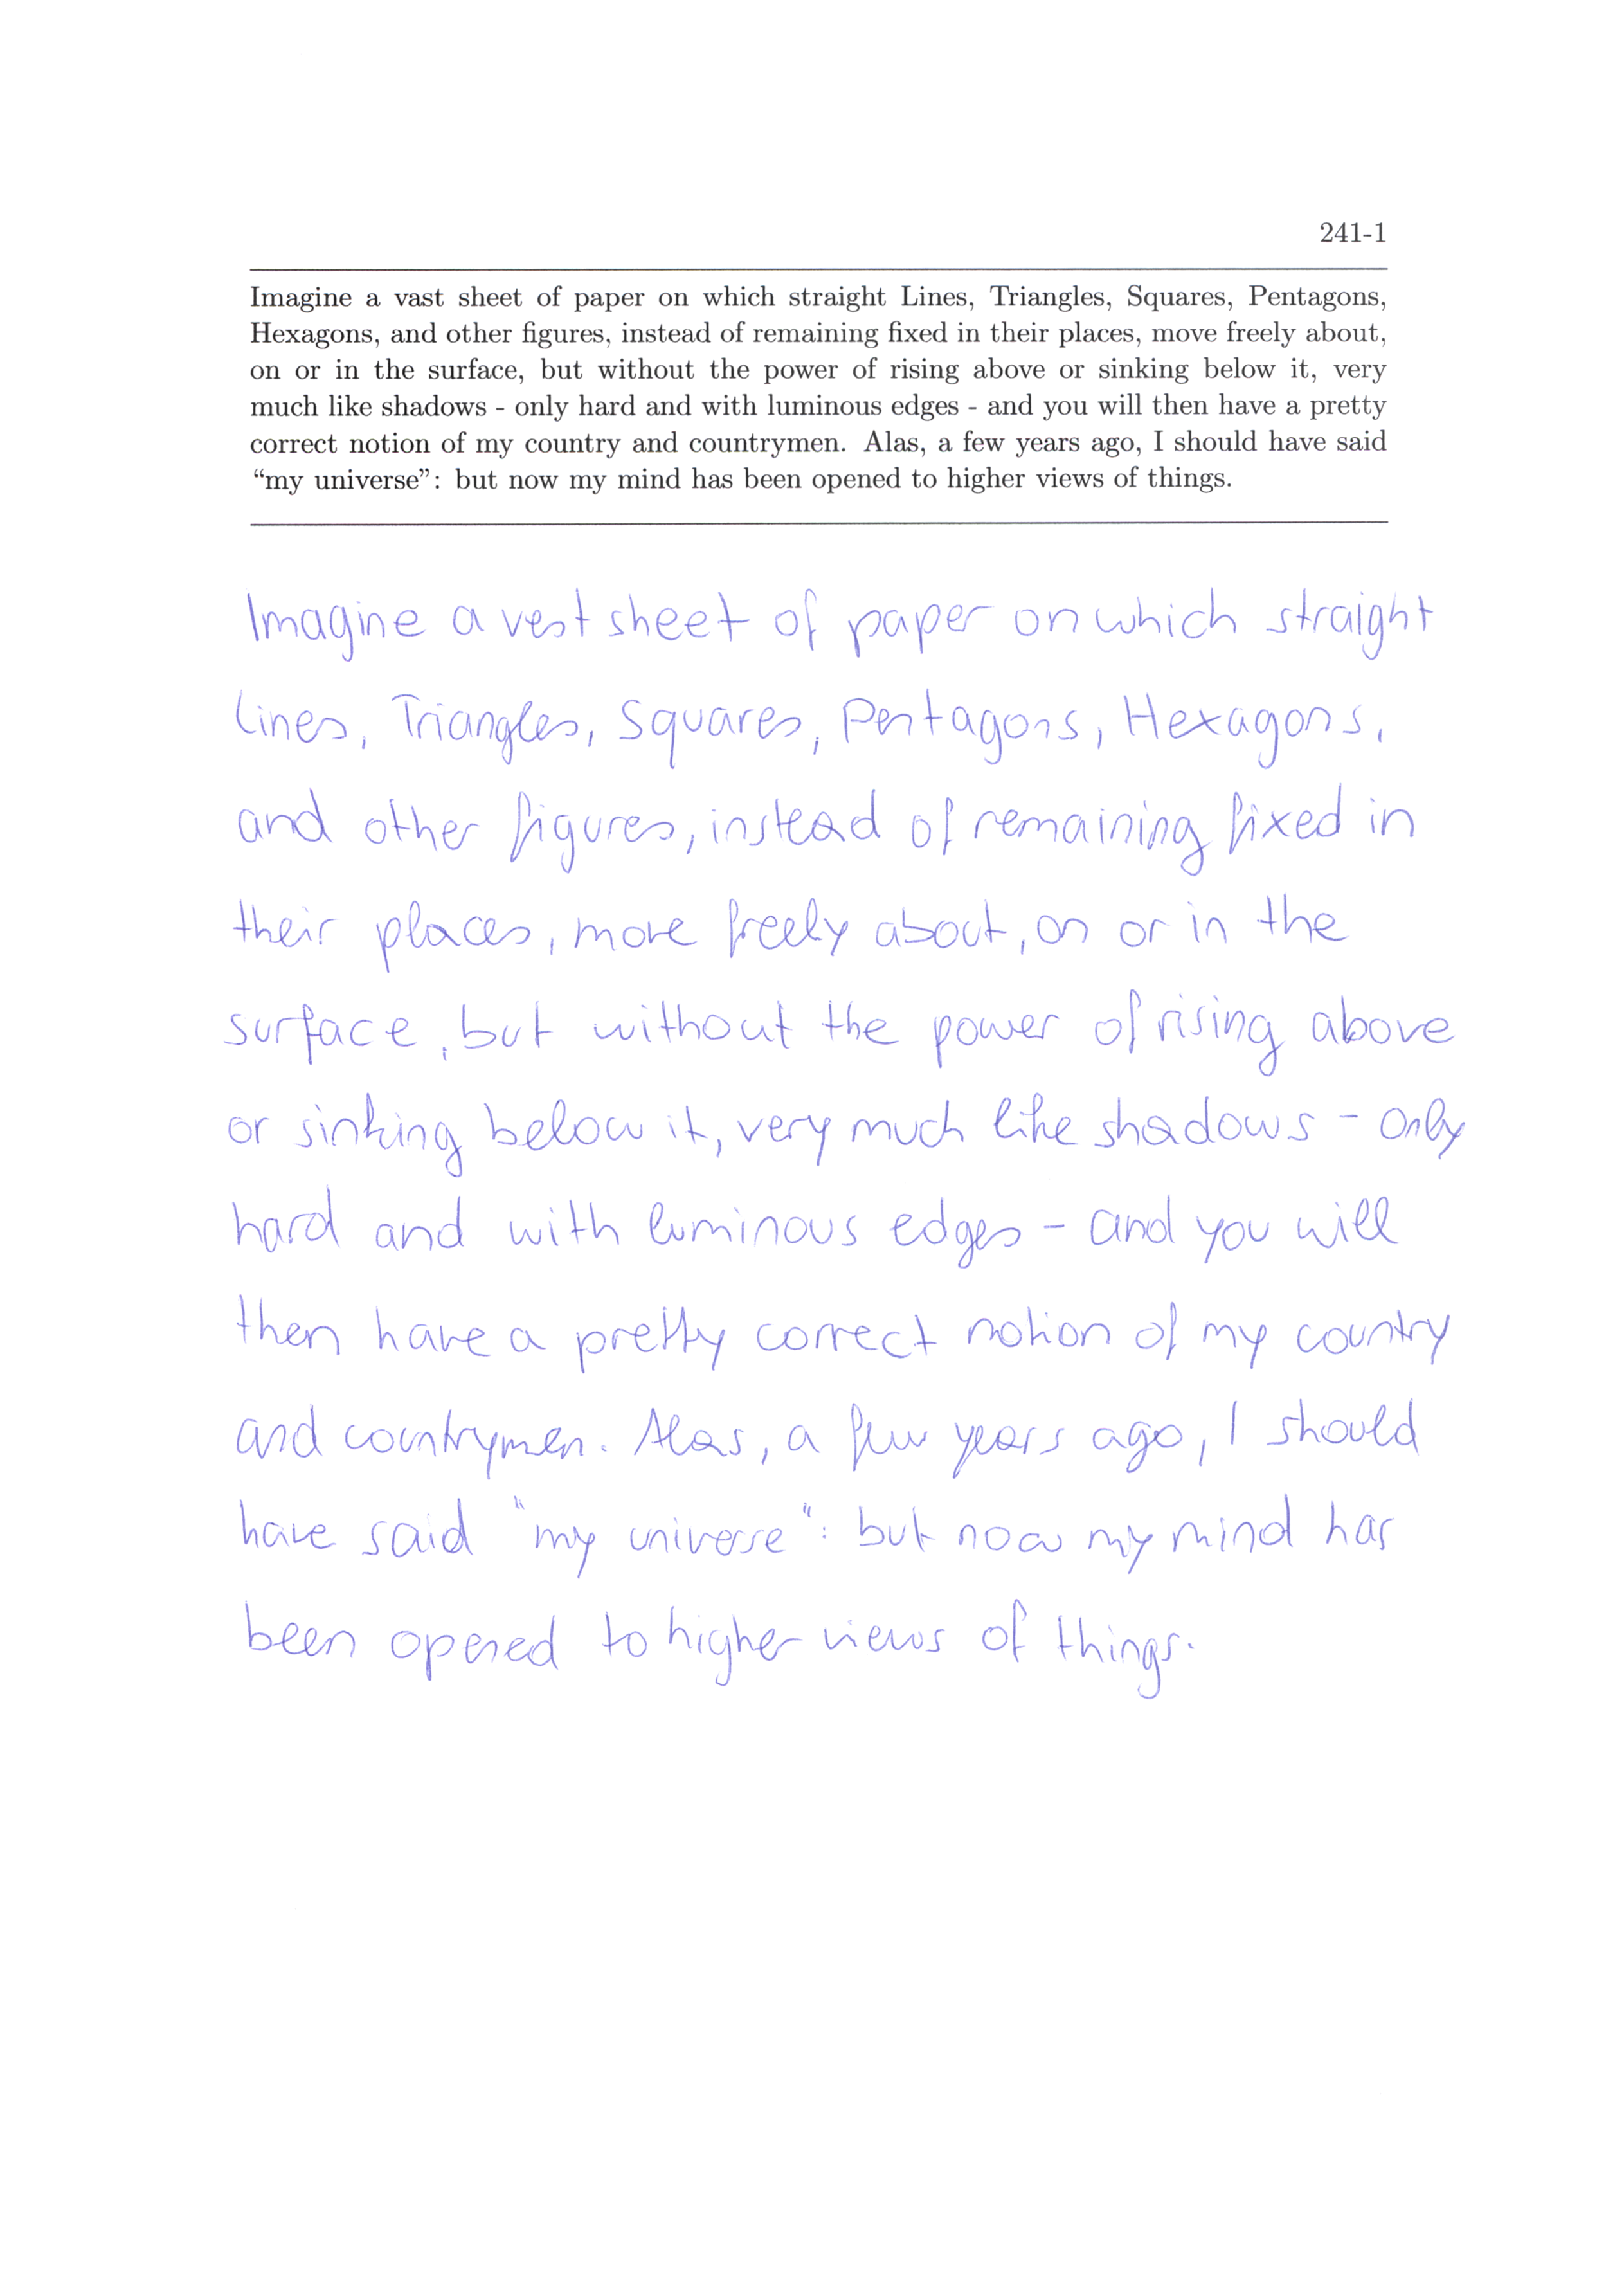 241-1
Imagine a vast sheet of paper on which straight Lines, Triangles, Squares, Pentagons,
Hexagons, and other figures, instead of remaining fixed in their places, move freely about,
on or in the surface, but without the power of rising above or sinking below it, very
much like shadows - only hard and with luminous edges - and you will then have a pretty
correct notion of my country and countrymen. Alas, a few years ago, I should have said
“my universe”: but now my mind has been opened to higher views of things.
Imagine a vast sheet of paper on which straight
Lines, Triangles, Squares, Pentagons, Hexagons,
and other figures, instead of remaining fixed in
their places, move freely about, on or in the
surface, but without the power of rising above
or sinking below it, very much like shadows - only
hard and with luminous edges - and you will
then have a pretty correct notion of my country
and countrymen. Alas, a few years ago, I should
have said "my universe": but now my mind has
been opened to higher views of things.